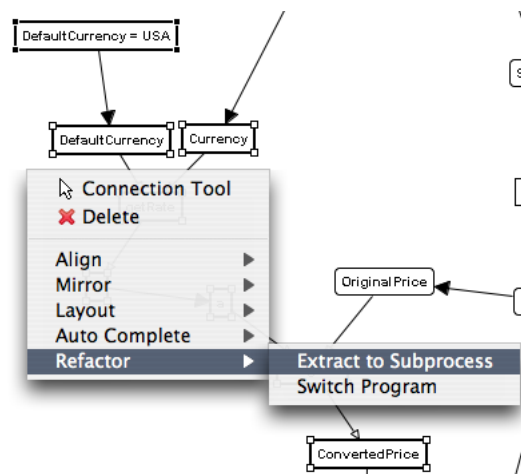 DefaultCurrency = USA
DefaultCurrency
Currency
Connection Tool
Delete
Align
Mirror
Layout
Auto Complete
Refactor
Extract to Subprocess
Switch Program
OriginalPrice
ConvertedPrice